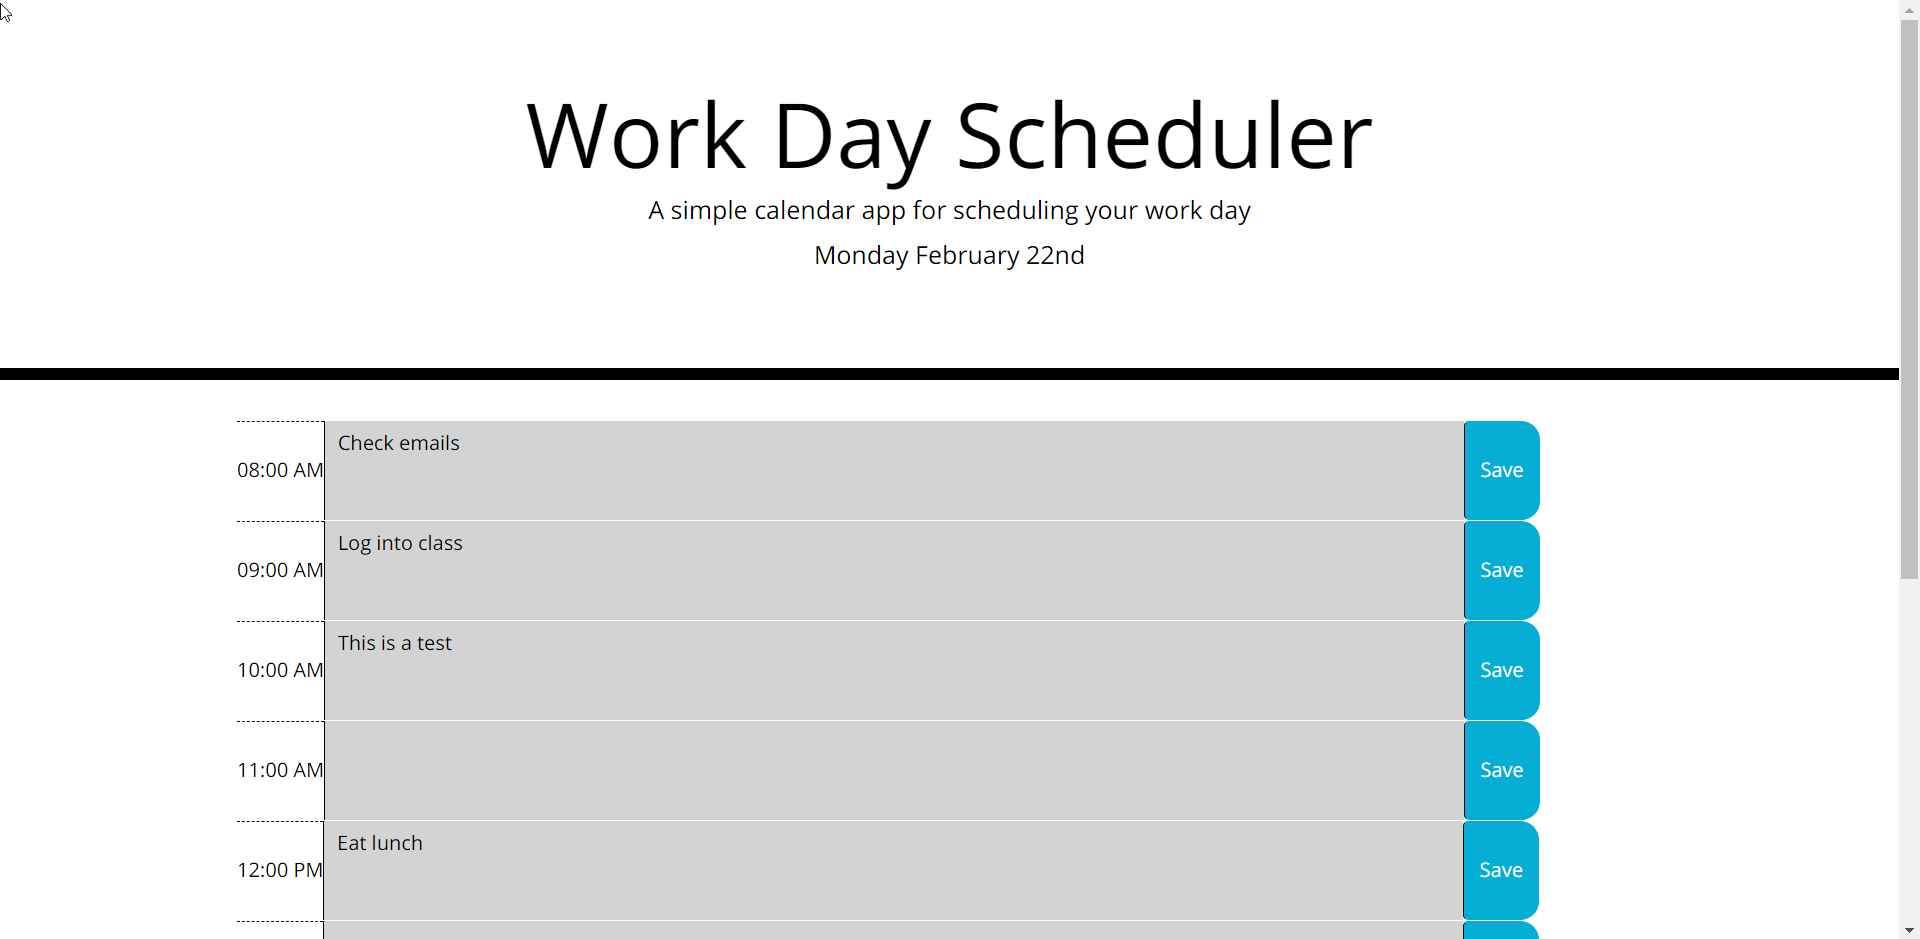 Work Day Scheduler
A simple calendar app for scheduling your work day
Monday February 22nd
08:00 AM Check emails Save
09:00 AM Log into class Save
10:00 AM This is a test Save
11:00 AM Save
12:00 PM Eat lunch Save